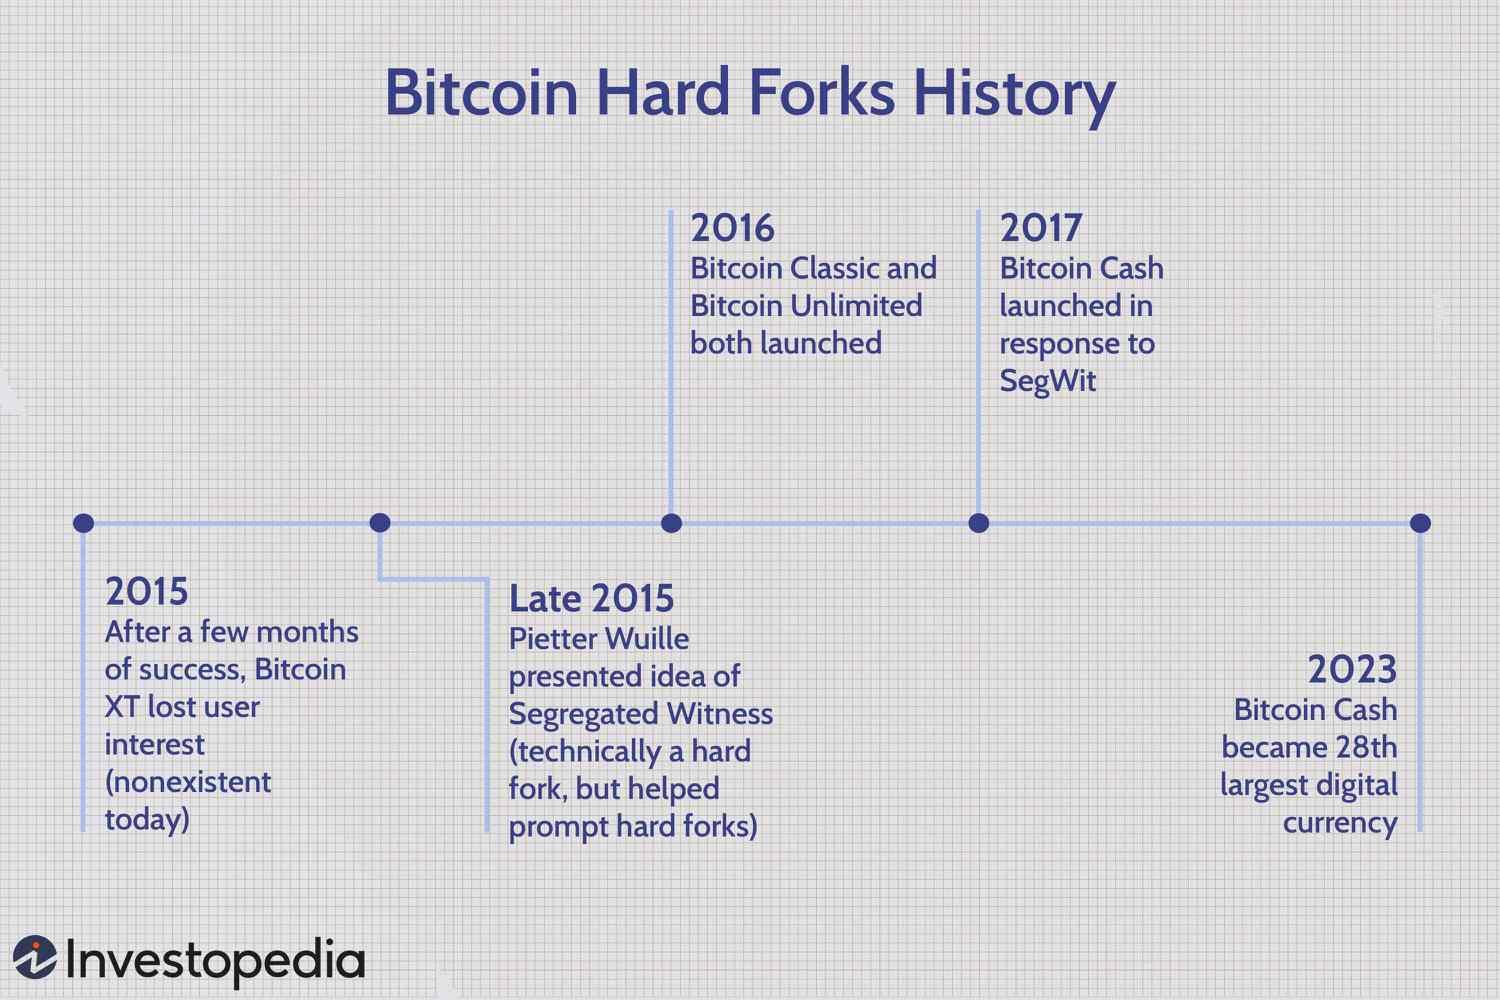 Bitcoin Hard Forks History
2016
Bitcoin Classic and
Bitcoin Unlimited
both launched
2017
Bitcoin Cash
launched in
response to
SegWit
2015
After a few months
of success, Bitcoin
XT lost user
interest
(nonexistent
today)
Late 2015
Pietter Wuille
presented idea of
Segregated Witness
(technically a hard
fork, but helped
prompt hard forks)
2023
Bitcoin Cash
became 28th
largest digital
currency
Investopedia